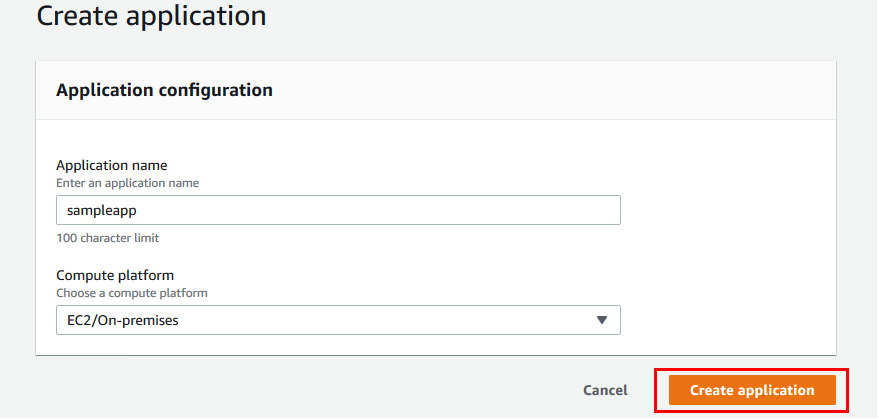 Create application
Application configuration
Application name
Enter an application name
sampleapp
100 character limit
Compute platform
Choose a compute platform
EC2/On-premises
Cancel
Create application